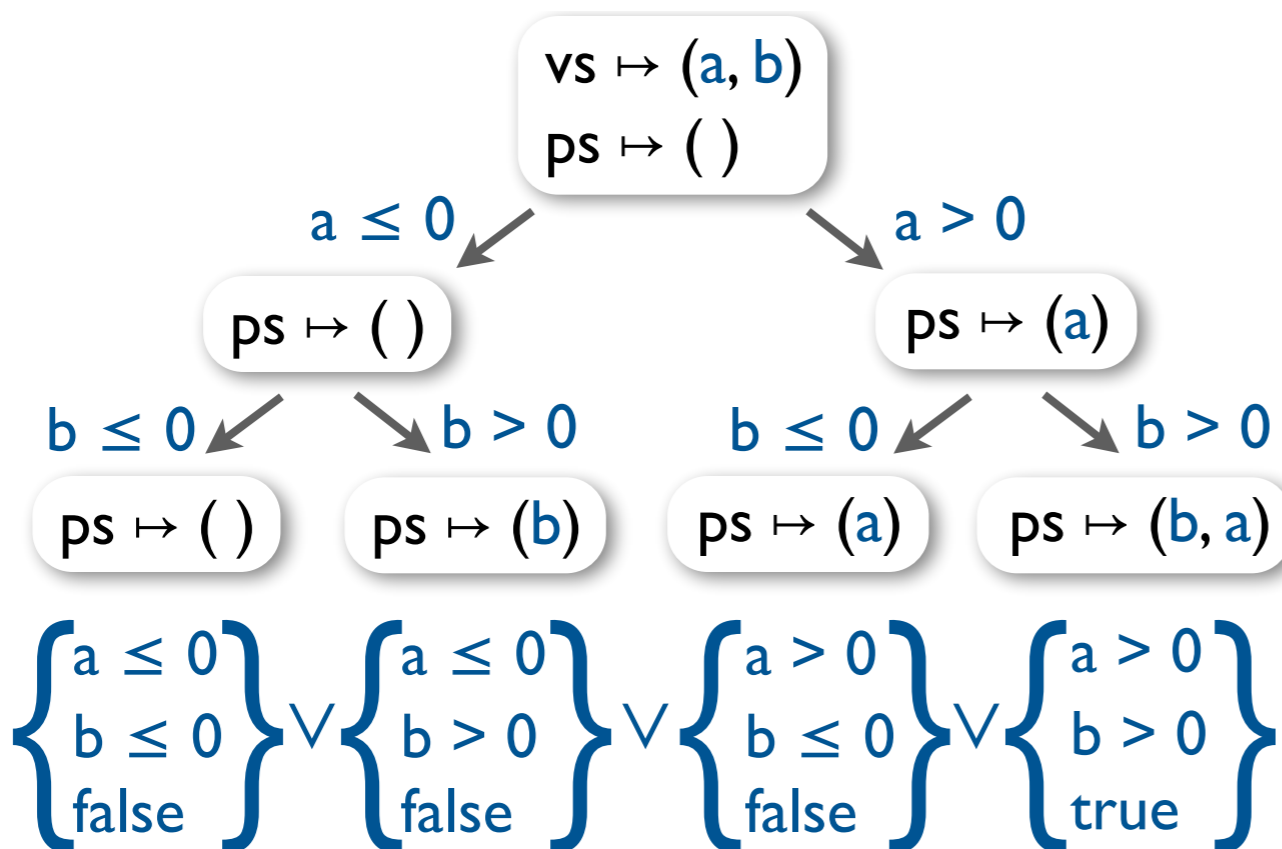 vs ↦ (a, b)
ps ↦ ( )
a ≤ 0
a > 0
ps ↦ ( )
ps ↦ (a)
b ≤ 0
b > 0
b ≤ 0
b > 0
ps ↦ ( )
ps ↦ (b)
ps ↦ (a)
ps ↦ (b, a)
{ a ≤ 0
b ≤ 0
false }
∨
{ a ≤ 0
b > 0
false }
∨
{ a > 0
b ≤ 0
false }
∨
{ a > 0
b > 0
true }